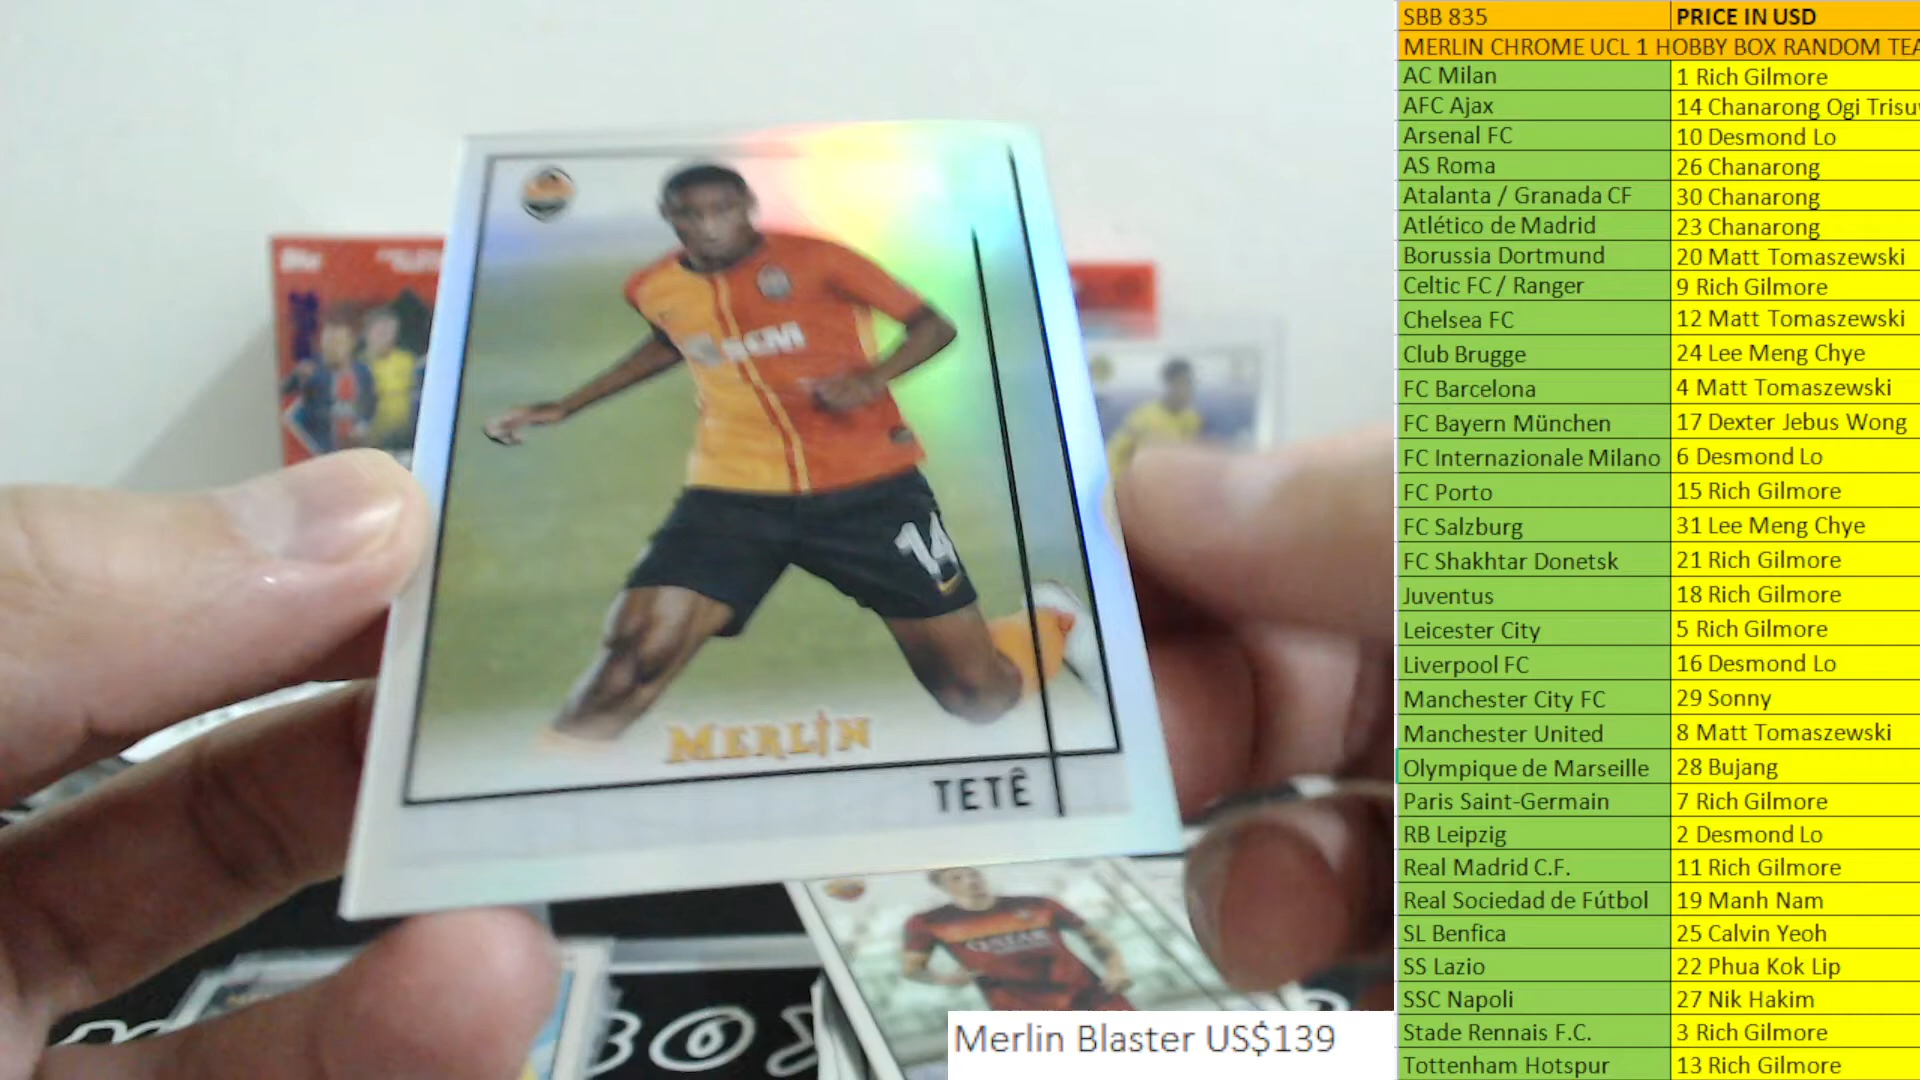 MERLIN
TETÊ
14
QATAR
Merlin Blaster US$139
SBB 835 PRICE IN USD
MERLIN CHROME UCL 1 HOBBY BOX RANDOM
AC Milan 1 Rich Gilmore
AFC Ajax 14 Chanarong Ogi
Arsenal FC 10 Desmond Lo
AS Roma 26 Chanarong
Atalanta / Granada CF 30 Chanarong
Atlético de Madrid 23 Chanarong
Borussia Dortmund 20 Matt Tomaszewski
Celtic FC / Ranger 9 Rich Gilmore
Chelsea FC 12 Matt Tomaszewski
Club Brugge 24 Lee Meng Chye
FC Barcelona 4 Matt Tomaszewski
FC Bayern München 17 Dexter Jebus Wong
FC Internazionale Milano 6 Desmond Lo
FC Porto 15 Rich Gilmore
FC Salzburg 31 Lee Meng Chye
FC Shakhtar Donetsk 21 Rich Gilmore
Juventus 18 Rich Gilmore
Leicester City 5 Rich Gilmore
Liverpool FC 16 Desmond Lo
Manchester City FC 29 Sonny
Manchester United 8 Matt Tomaszewski
Olympique de Marseille 28 Bujang
Paris Saint-Germain 7 Rich Gilmore
RB Leipzig 2 Desmond Lo
Real Madrid C.F. 11 Rich Gilmore
Real Sociedad de Fútbol 19 Manh Nam
SL Benfica 25 Calvin Yeoh
SS Lazio 22 Phua Kok Lip
SSC Napoli 27 Nik Hakim
Stade Rennais F.C. 3 Rich Gilmore
Tottenham Hotspur 13 Rich Gilmore